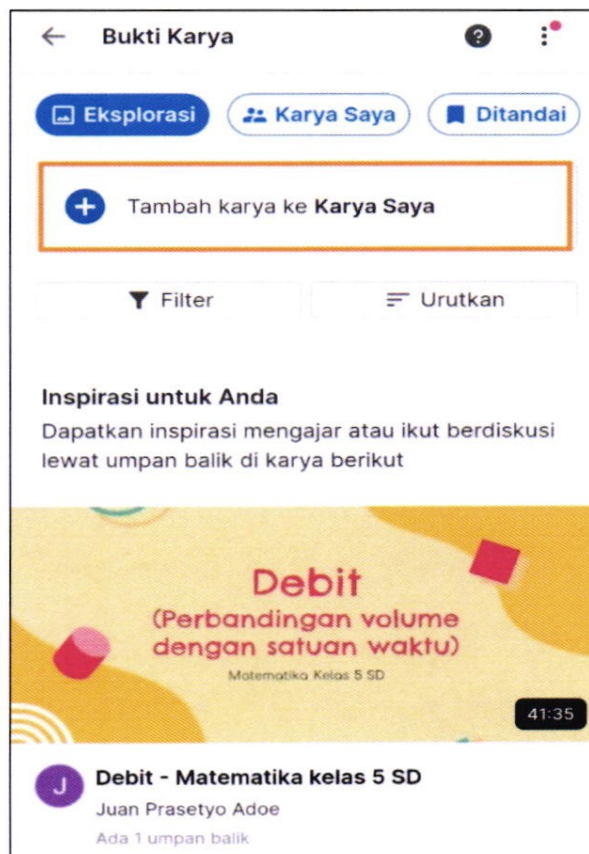 Bukti Karya
Eksplorasi
Karya Saya
Ditandai
Tambah karya ke Karya Saya
Filter
Urutkan
Inspirasi untuk Anda
Dapatkan inspirasi mengajar atau ikut berdiskusi
lewat umpan balik di karya berikut
Debit
(Perbandingan volume
dengan satuan waktu)
Matematika Kelas 5 SD
41:35
J
Debit - Matematika kelas 5 SD
Juan Prasetyo Adoe
Ada 1 umpan balik